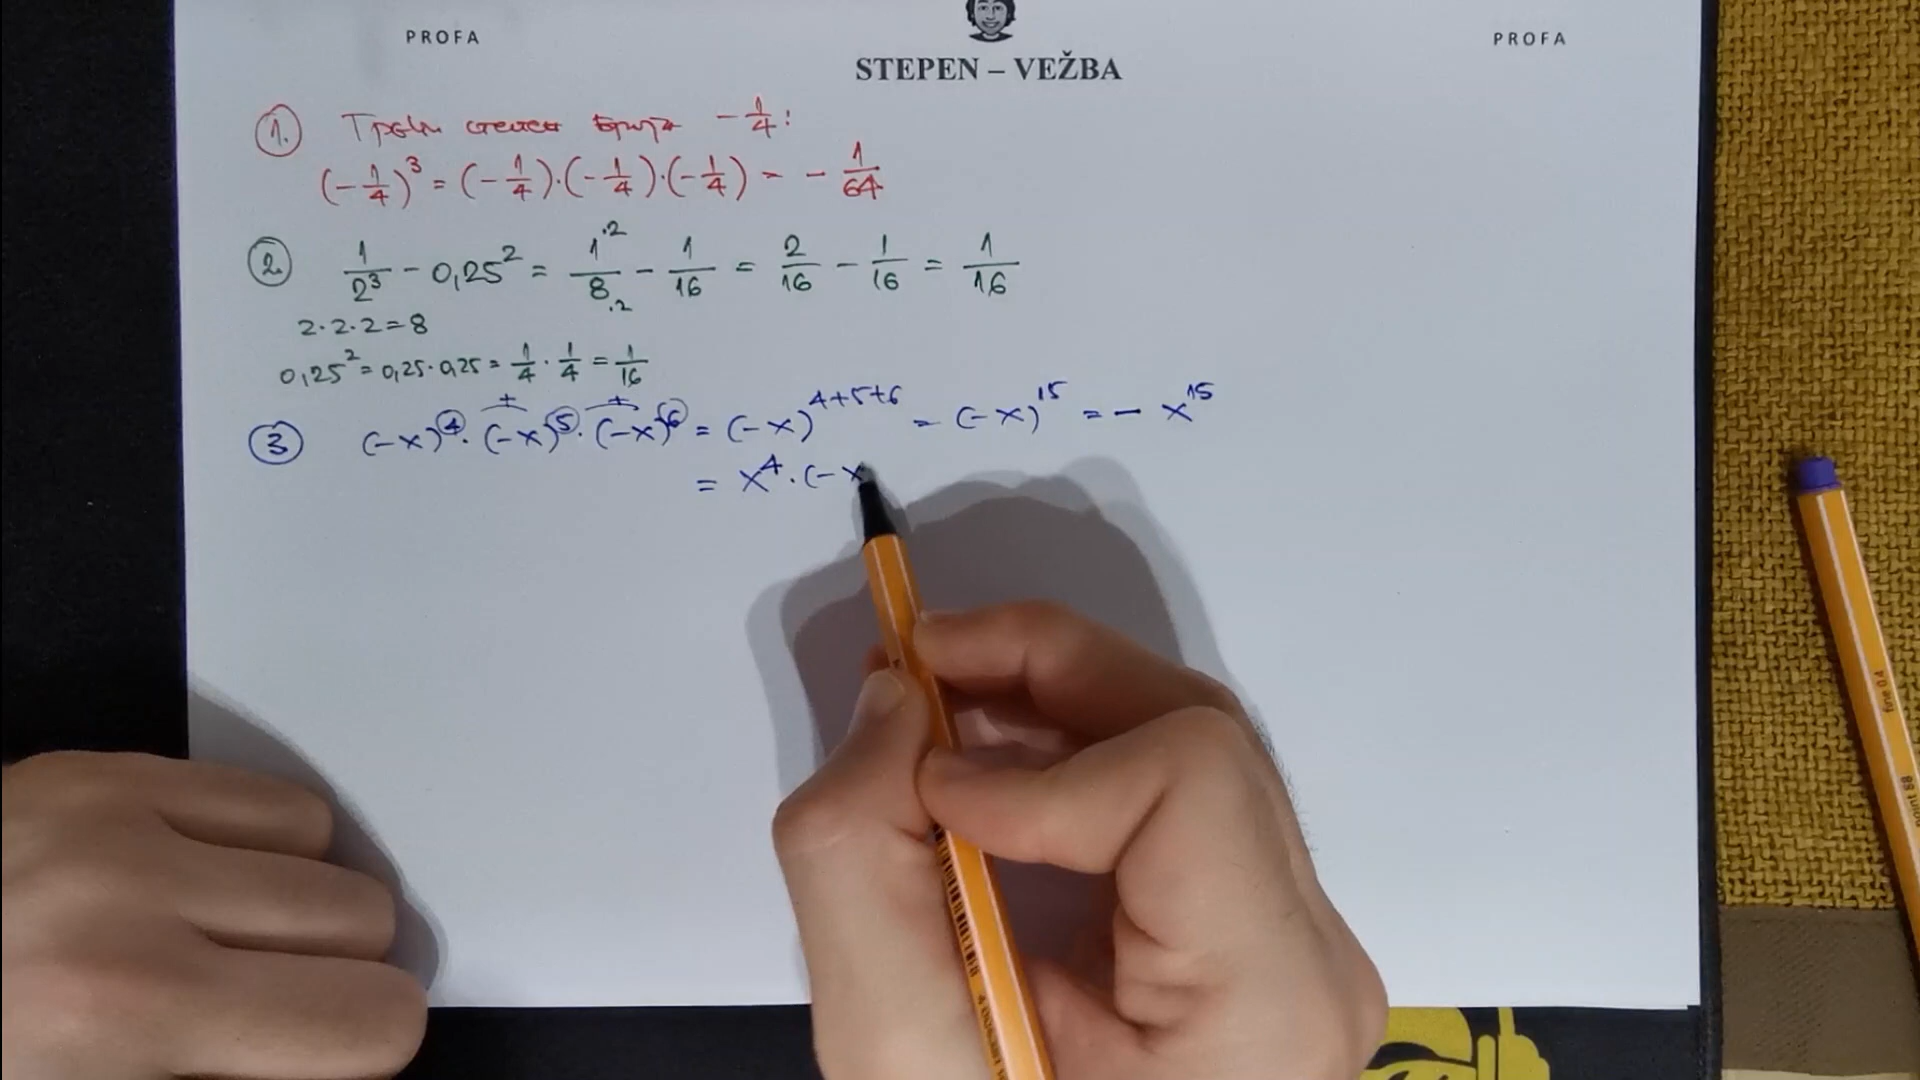 PROFA
PROFA
STEPEN – VEŽBA
1. Трећи степен броја -1/4:
(-1/4)³ = (-1/4)·(-1/4)·(-1/4) = - 1/64
2. 1/2³ - 0,25² = 1·2/8·2 - 1/16 = 2/16 - 1/16 = 1/16
2·2·2=8
0,25² = 0,25·0,25 = 1/4 · 1/4 = 1/16
3 (-x)⁴ · (-x)⁵ · (-x)⁶ = (-x)⁴⁺⁵⁺⁶ = (-x)¹⁵ = - x¹⁵
+ +
= x⁴ · (-x